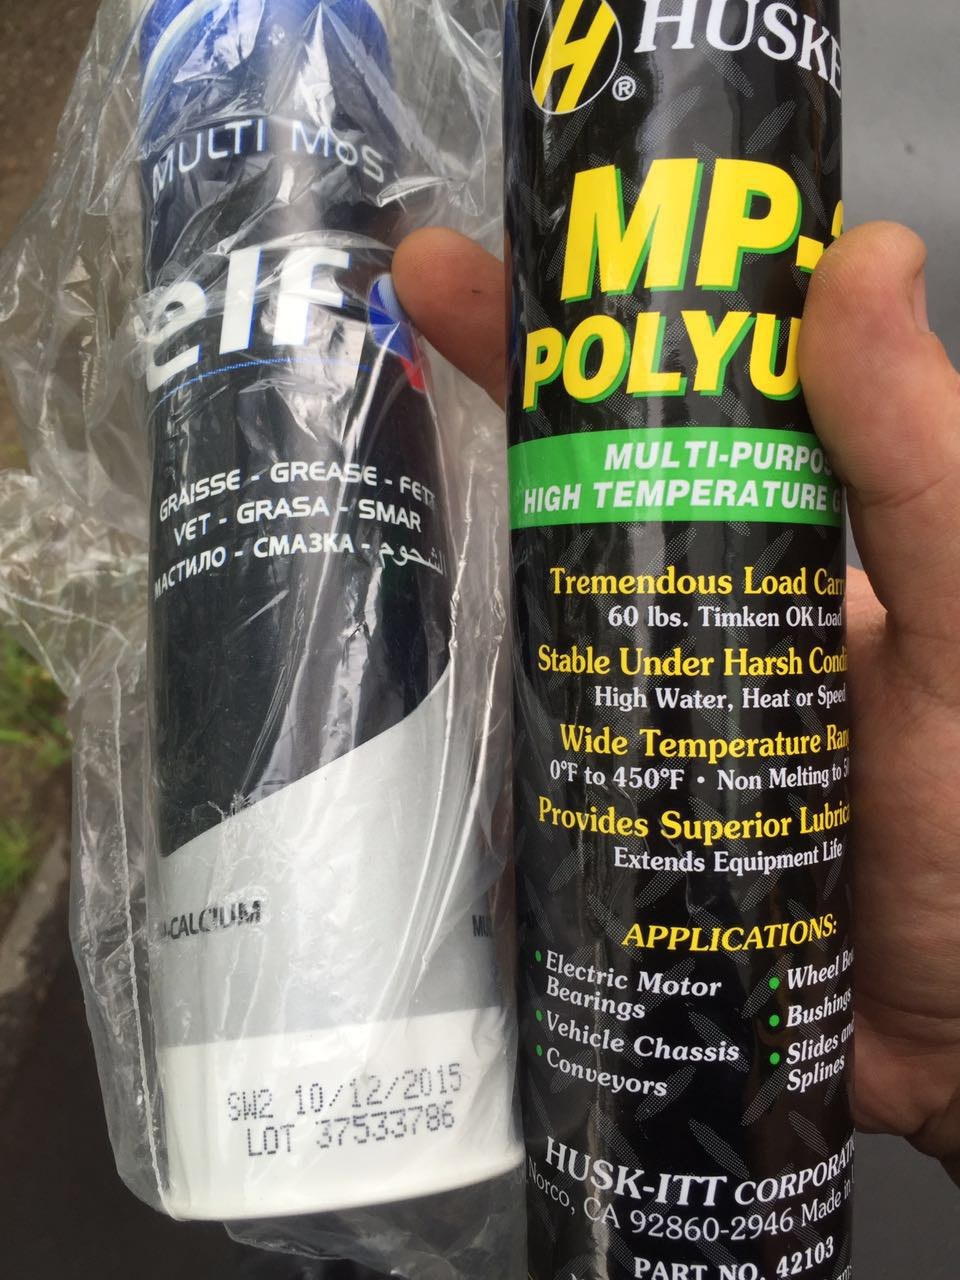 MULTI MoS
elf
GRAISSE - GREASE - FETT
VET - GRASA - SMAR
МАСТИЛО - СМАЗКА - الشحوم
-CALCIUM
SW2 10/12/2015
LOT 37533786
H
®
HUSKE
MP-
POLYU
MULTI-PURPOS
HIGH TEMPERATURE G
Tremendous Load Carr
60 lbs. Timken OK Load
Stable Under Harsh Condi
High Water, Heat or Speed
Wide Temperature Ran
0°F to 450°F • Non Melting to 5
Provides Superior Lubric
Extends Equipment Life
APPLICATIONS:
• Electric Motor
Bearings
• Vehicle Chassis
• Conveyors
• Wheel Be
• Bushings
• Slides and
Splines
HUSK-ITT CORPORAT
Norco, CA 92860-2946 Made in
PART NO. 42103